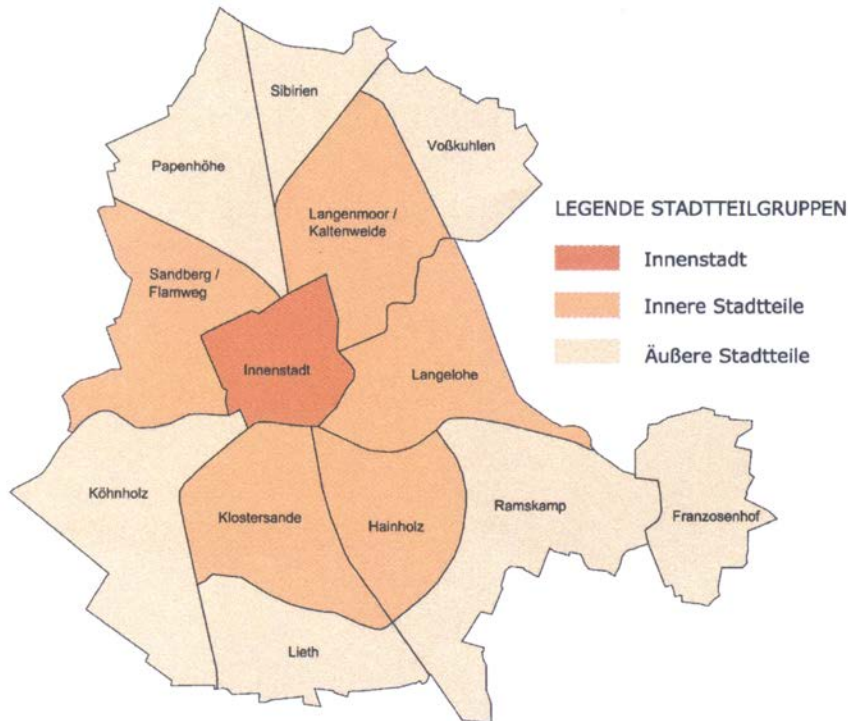 Sibirien
Voßkuhlen
Papenhöhe
Langenmoor /
Kaltenweide
LEGENDE STADTTEILGRUPPEN
Innenstadt
Innere Stadtteile
Äußere Stadtteile
Sandberg /
Flamweg
Innenstadt
Langelohe
Köhnholz
Klostersande
Hainholz
Ramskamp
Franzosenhof
Lieth